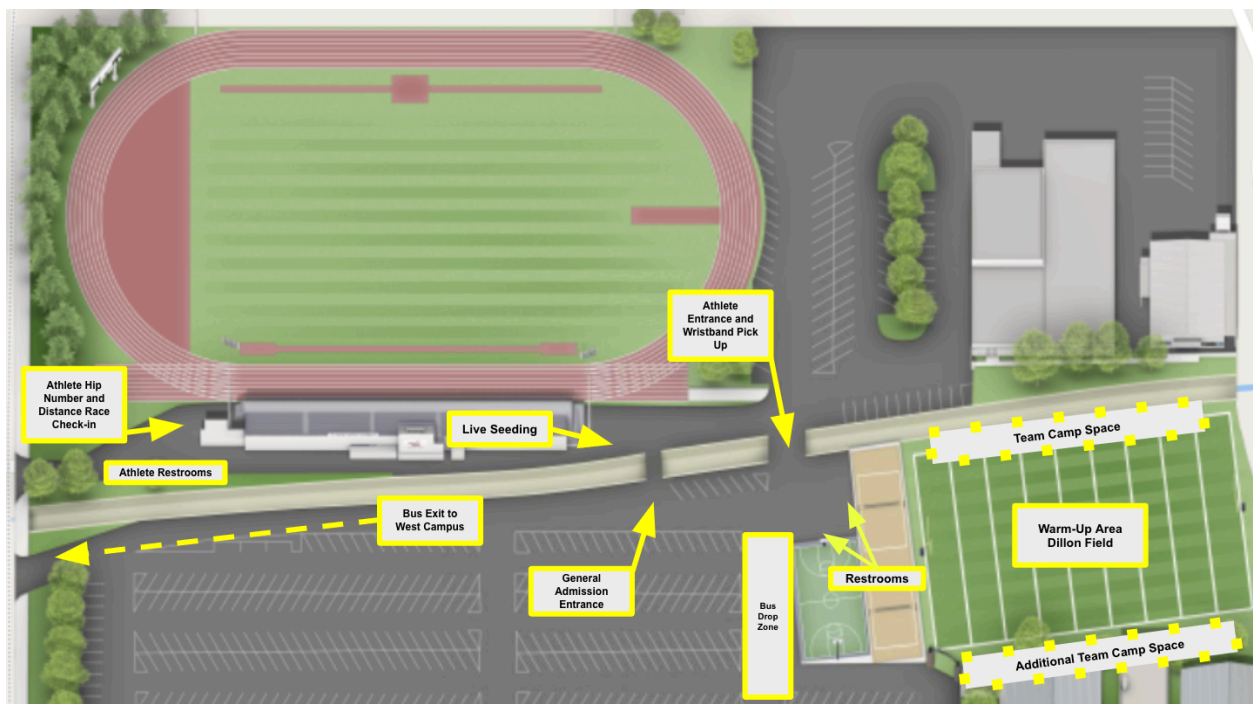 Athlete
Entrance and
Wristband Pick
Up
Athlete Hip
Number and
Distance Race
Check-in
Live Seeding
Team Camp Space
Athlete Restrooms
Bus Exit to
West Campus
Warm-Up Area
Dillon Field
General
Admission
Entrance
Restrooms
Bus
Drop
Zone
Additional Team Camp Space